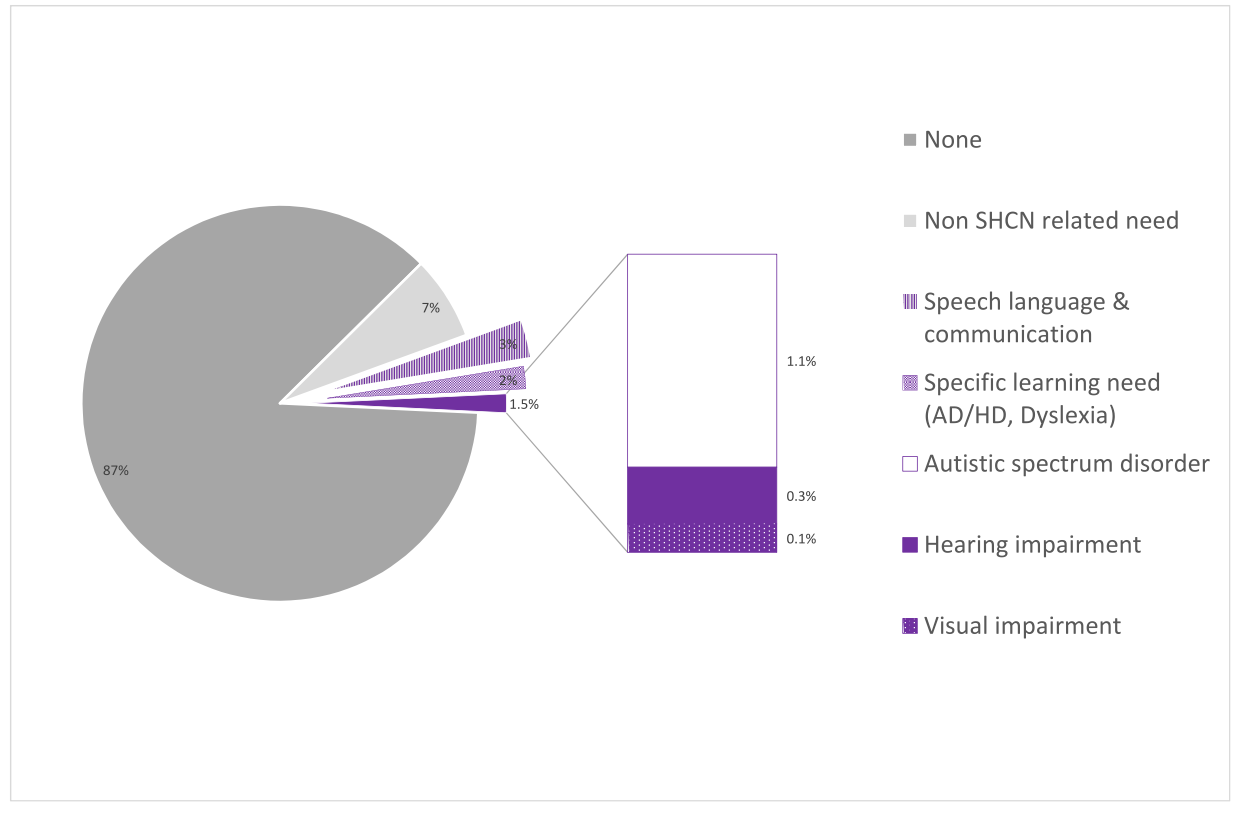 87%
7%
3%
2%
1.5%
1.1%
0.3%
0.1%
None
Non SHCN related need
Speech language &
communication
Specific learning need
(AD/HD, Dyslexia)
Autistic spectrum disorder
Hearing impairment
Visual impairment